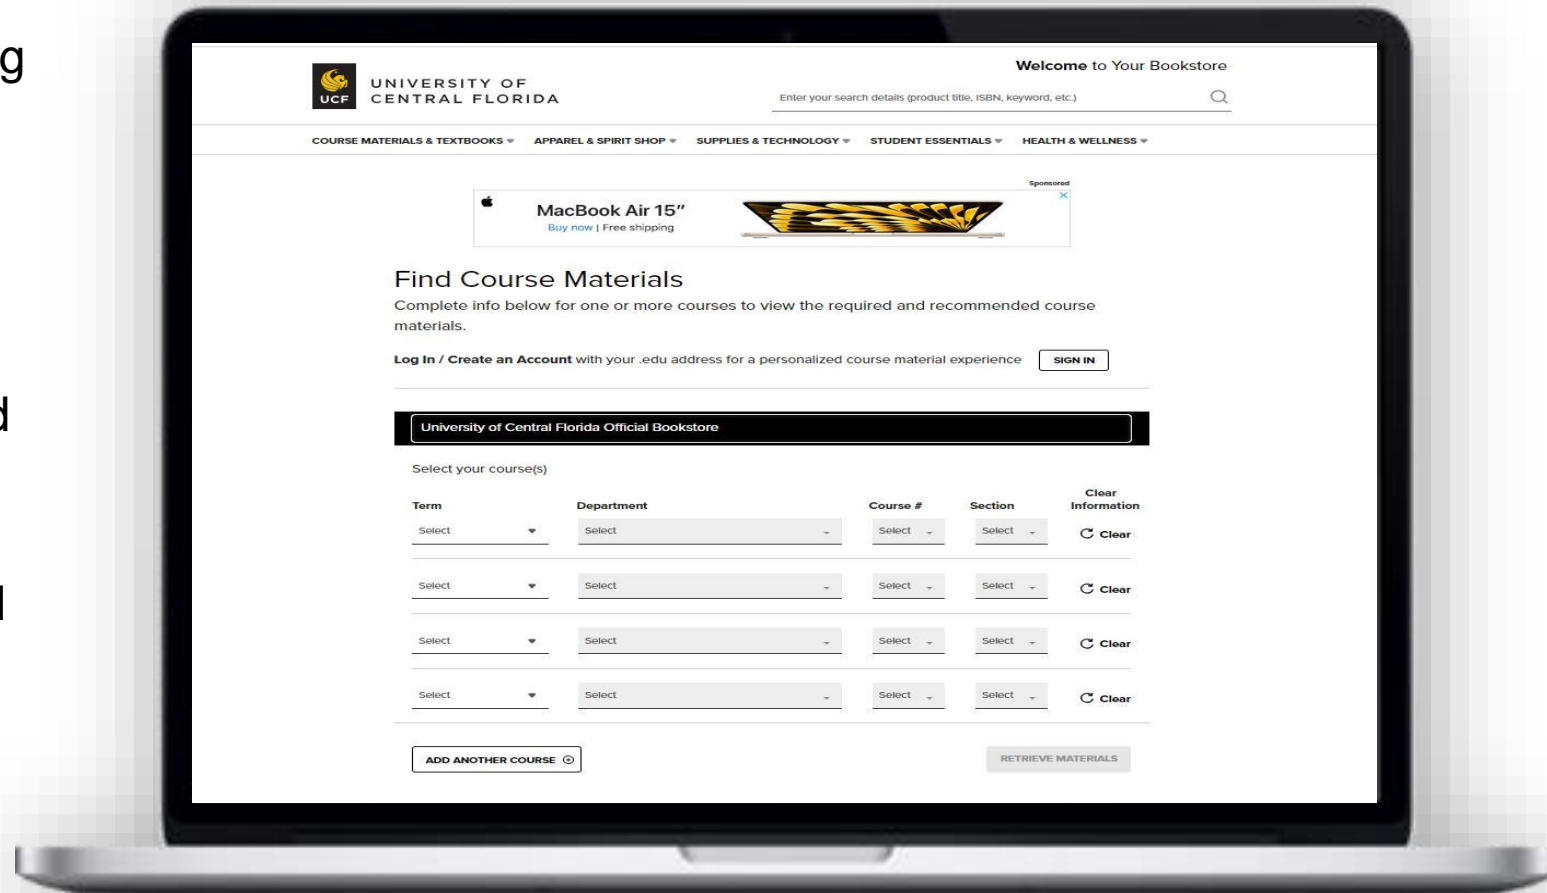 g
d
l
UCF
UNIVERSITY OF
CENTRAL FLORIDA
Welcome to Your Bookstore
Enter your search details (product title, ISBN, keyword, etc.)
COURSE MATERIALS & TEXTBOOKS APPAREL & SPIRIT SHOP SUPPLIES & TECHNOLOGY STUDENT ESSENTIALS HEALTH & WELLNESS
Sponsored
MacBook Air 15″
Buy now | Free shipping
Find Course Materials
Complete info below for one or more courses to view the required and recommended course
materials.
Log In / Create an Account with your .edu address for a personalized course material experience SIGN IN
University of Central Florida Official Bookstore
Select your course(s)
Term Department Course # Section Clear
Information
Select Select Select Select Clear
Select Select Select Select Clear
Select Select Select Select Clear
Select Select Select Select Clear
ADD ANOTHER COURSE RETRIEVE MATERIALS